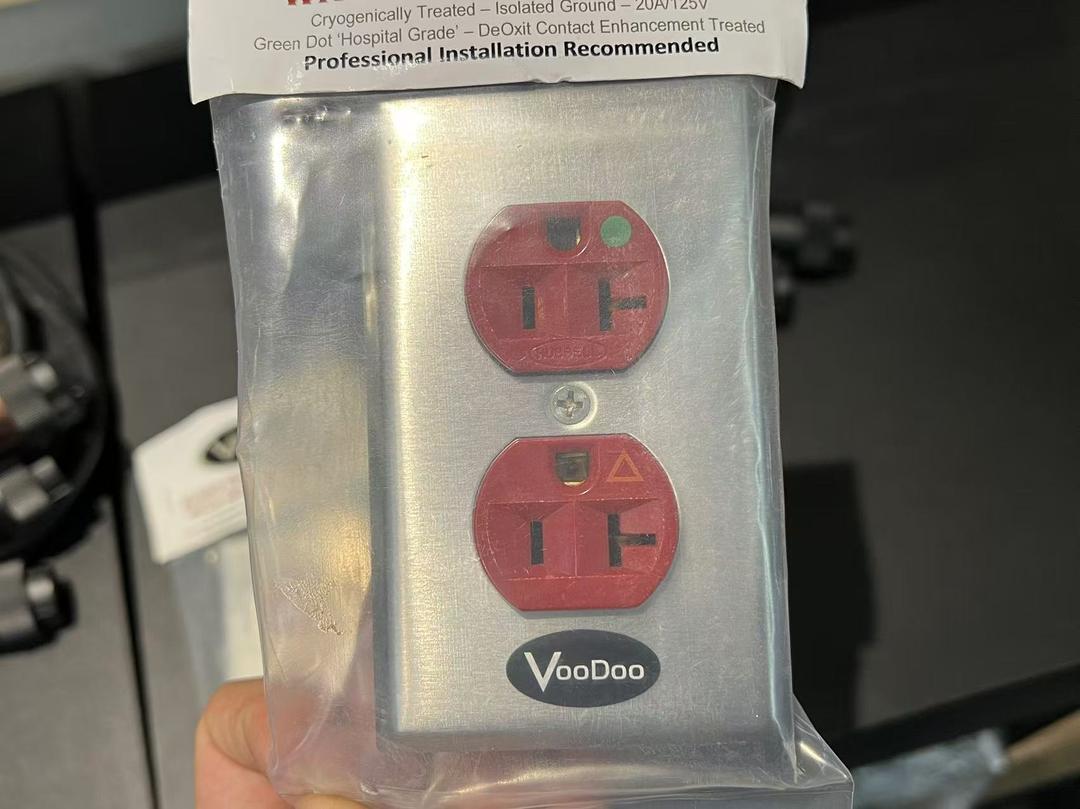 Cryogenically Treated – Isolated Ground – 20A/125V
Green Dot ‘Hospital Grade’ – DeOxit Contact Enhancement Treated
Professional Installation Recommended
VooDoo